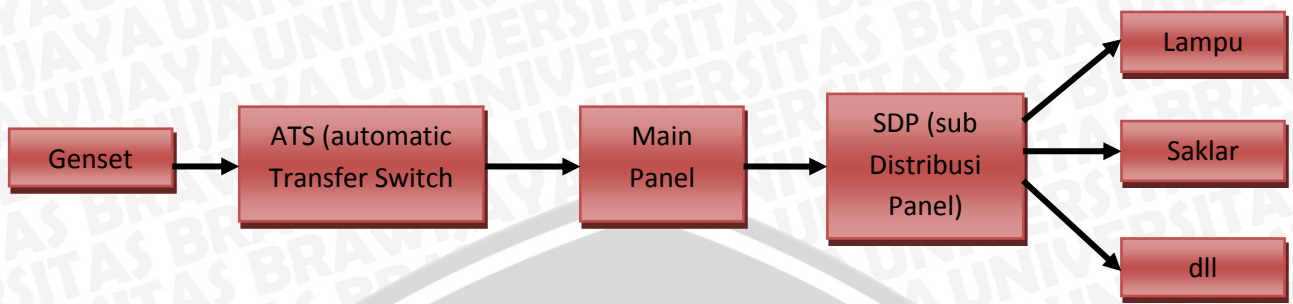 Genset
ATS (automatic
Transfer Switch
Main
Panel
SDP (sub
Distribusi
Panel)
Lampu
Saklar
dll